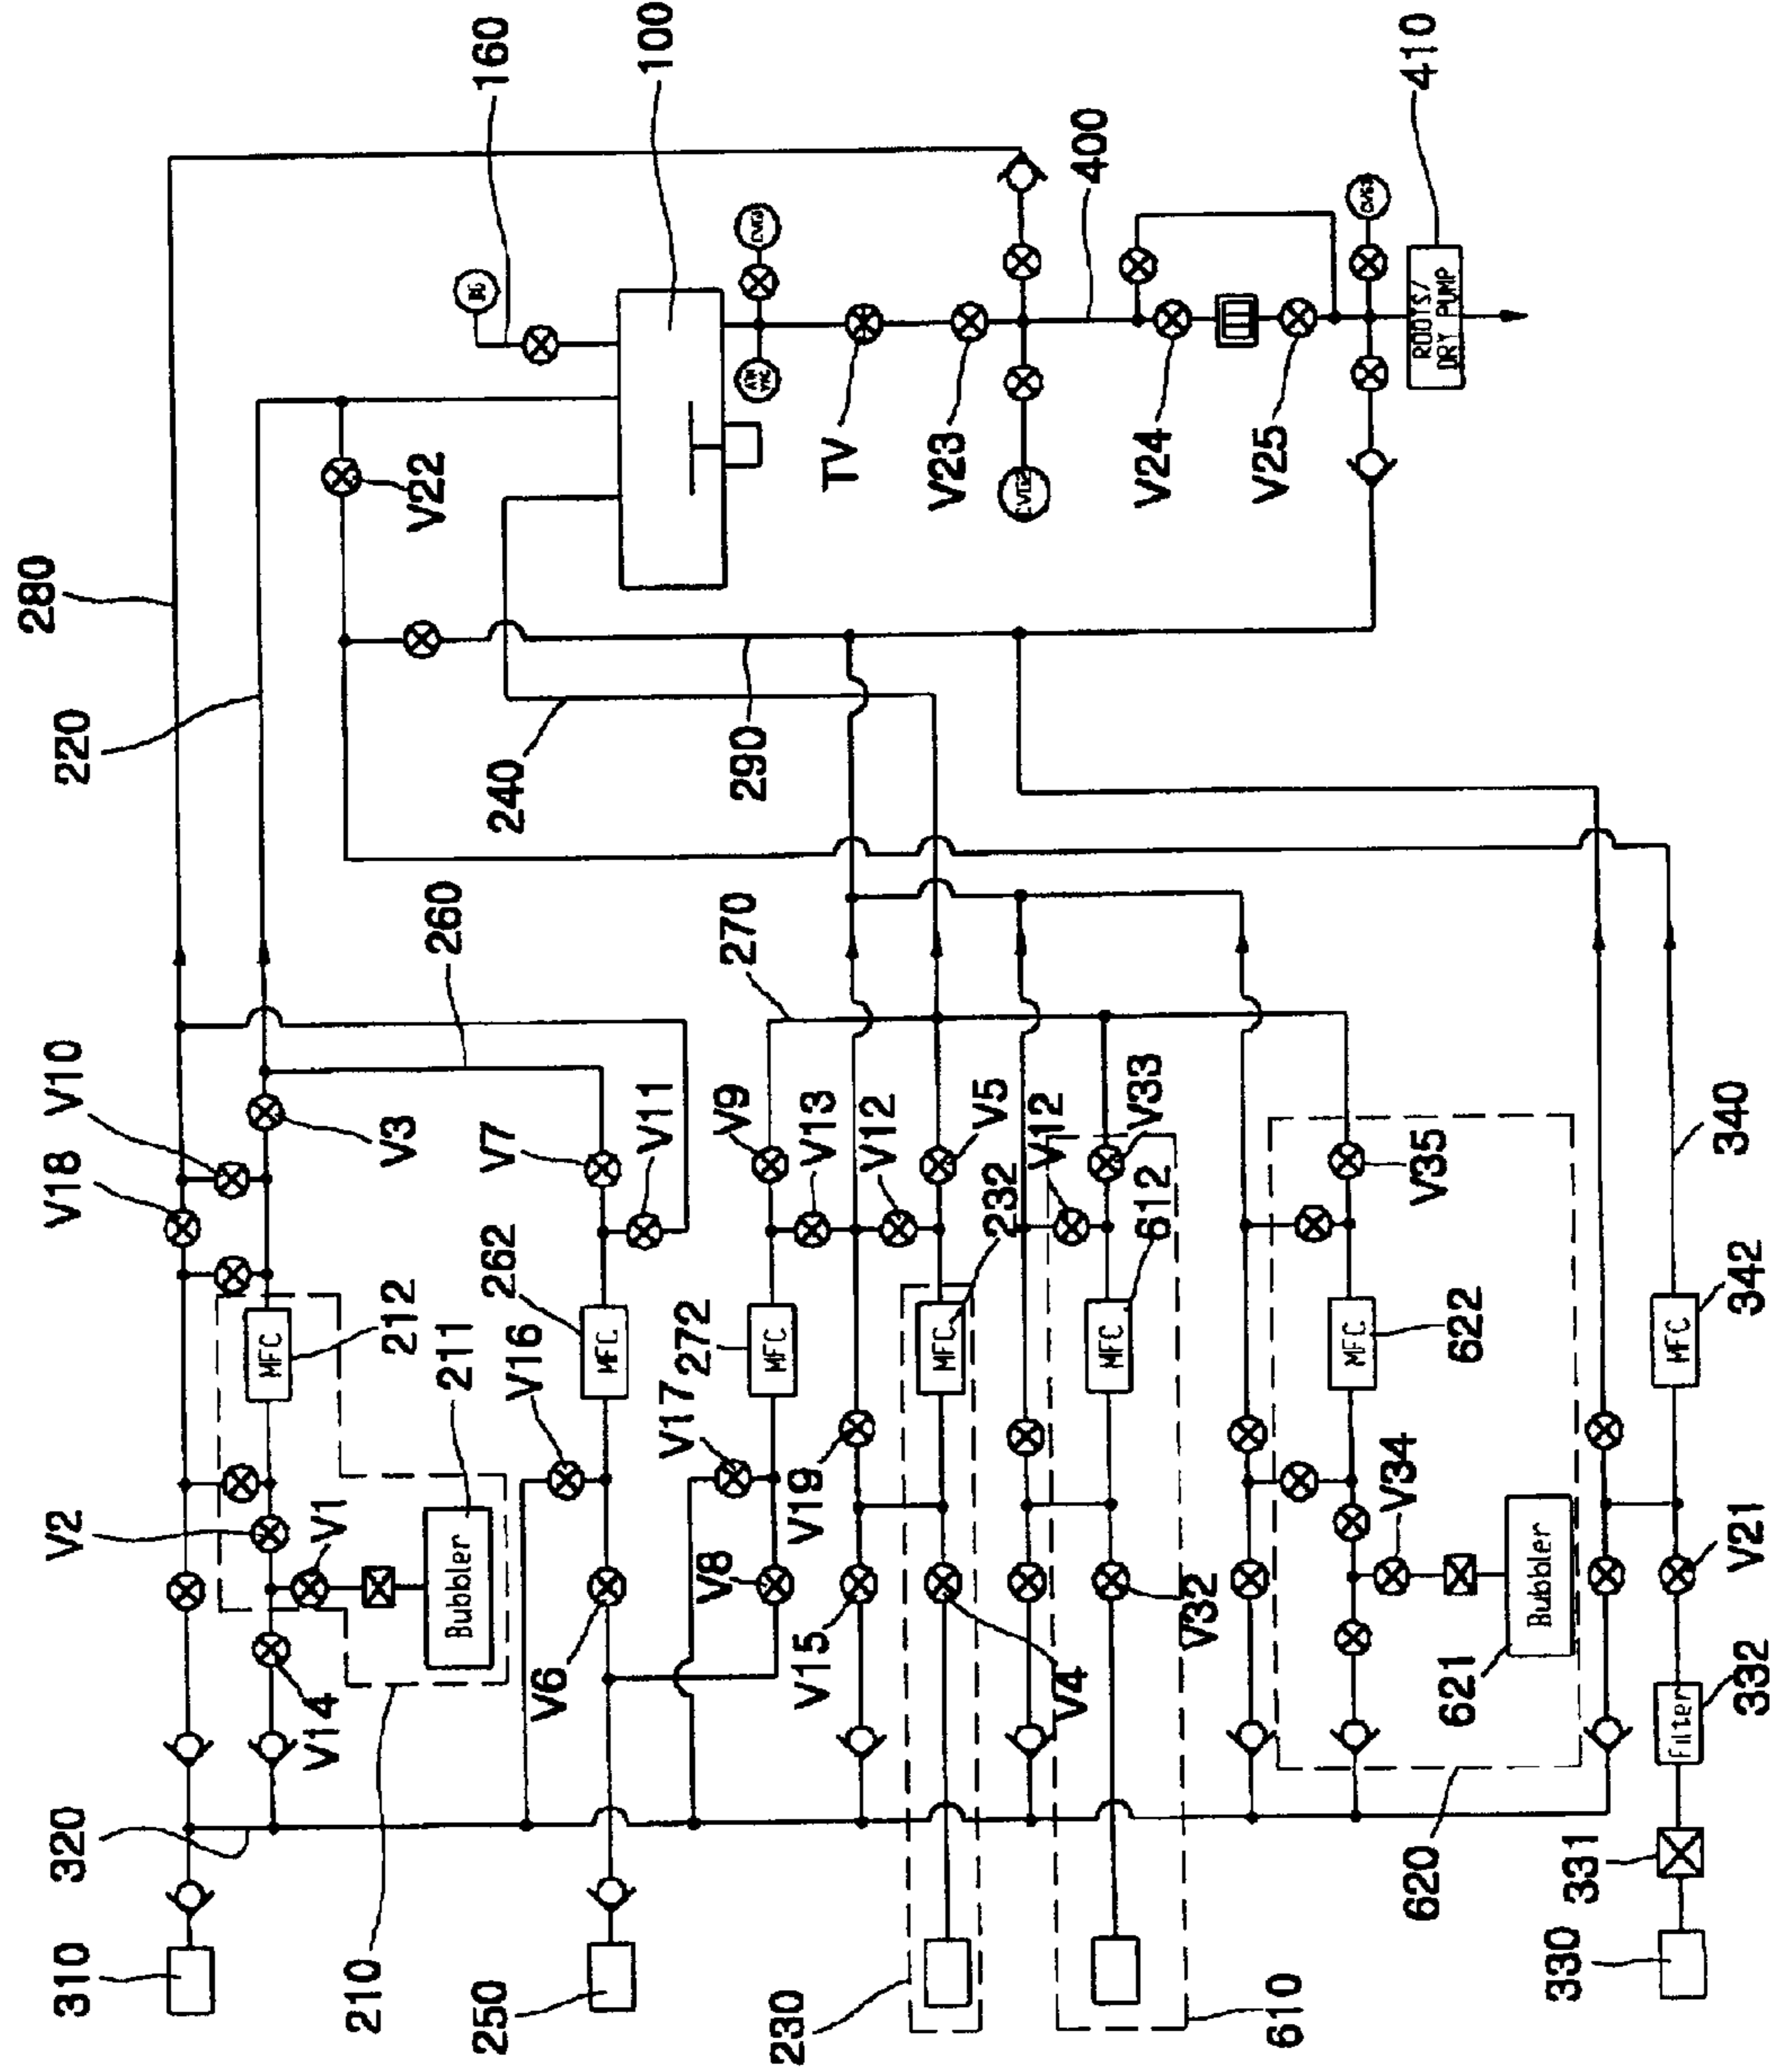 280
160
100
220
V22
240
290
TV
V23
400
V24
V25
410
ROOTS/
DRY PUMP
260
270
V18
V10
V3
V7
V11
V9
V13
V12
V5
V12
V33
V35
340
212
MFC
262
MFC
272
MFC
232
MFC
612
MFC
622
MFC
342
MFC
V2
V1
211
Bubbler
V16
V17
V19
V8
V6
V15
V4
V32
V34
621
Bubbler
V21
V14
210
320
310
250
230
610
620
331
332
Filter
330